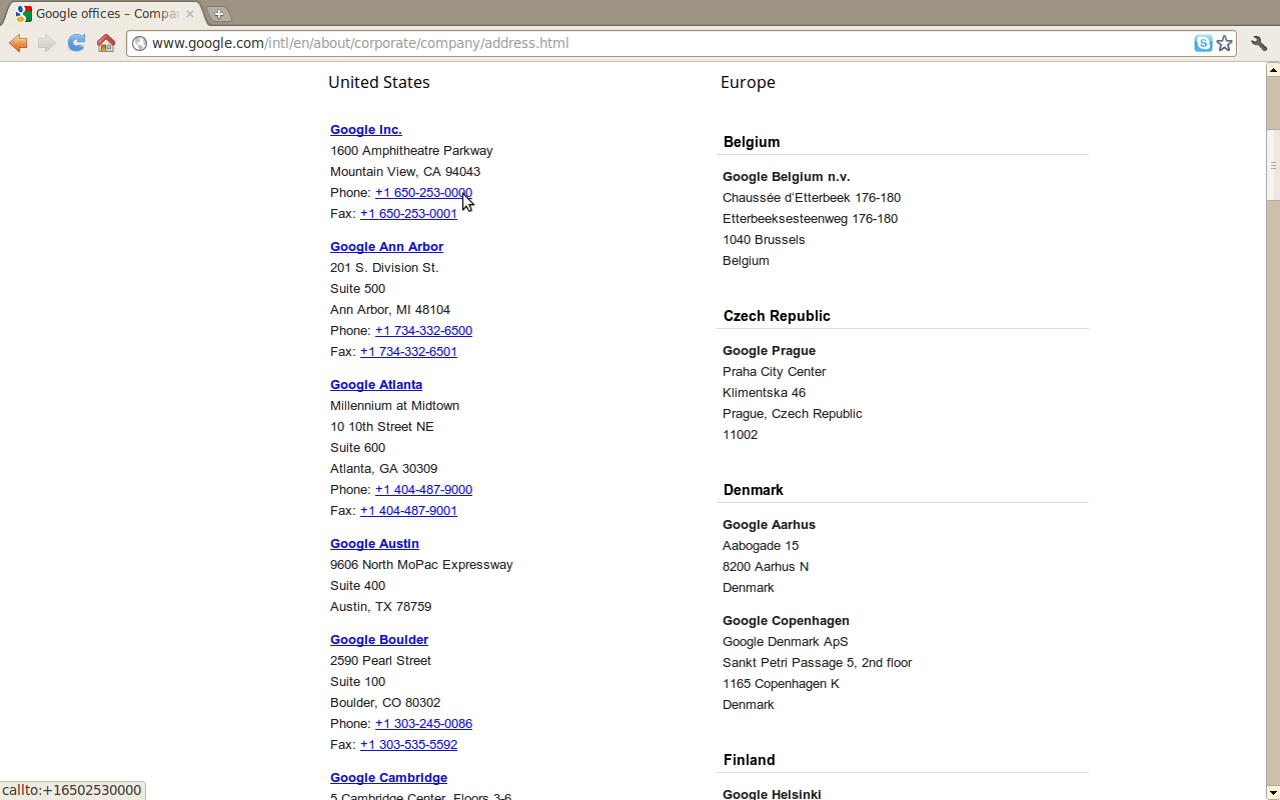 Google offices – Compa
www.google.com/intl/en/about/corporate/company/address.html
United States
Google Inc.
1600 Amphitheatre Parkway
Mountain View, CA 94043
Phone: +1 650-253-0000
Fax: +1 650-253-0001
Google Ann Arbor
201 S. Division St.
Suite 500
Ann Arbor, MI 48104
Phone: +1 734-332-6500
Fax: +1 734-332-6501
Google Atlanta
Millennium at Midtown
10 10th Street NE
Suite 600
Atlanta, GA 30309
Phone: +1 404-487-9000
Fax: +1 404-487-9001
Google Austin
9606 North MoPac Expressway
Suite 400
Austin, TX 78759
Google Boulder
2590 Pearl Street
Suite 100
Boulder, CO 80302
Phone: +1 303-245-0086
Fax: +1 303-535-5592
Google Cambridge
5 Cambridge Center, Floors 3-6
Europe
Belgium
Google Belgium n.v.
Chaussée d'Etterbeek 176-180
Etterbeeksesteenweg 176-180
1040 Brussels
Belgium
Czech Republic
Google Prague
Praha City Center
Klimentska 46
Prague, Czech Republic
11002
Denmark
Google Aarhus
Aabogade 15
8200 Aarhus N
Denmark
Google Copenhagen
Google Denmark ApS
Sankt Petri Passage 5, 2nd floor
1165 Copenhagen K
Denmark
Finland
Google Helsinki
callto:+16502530000